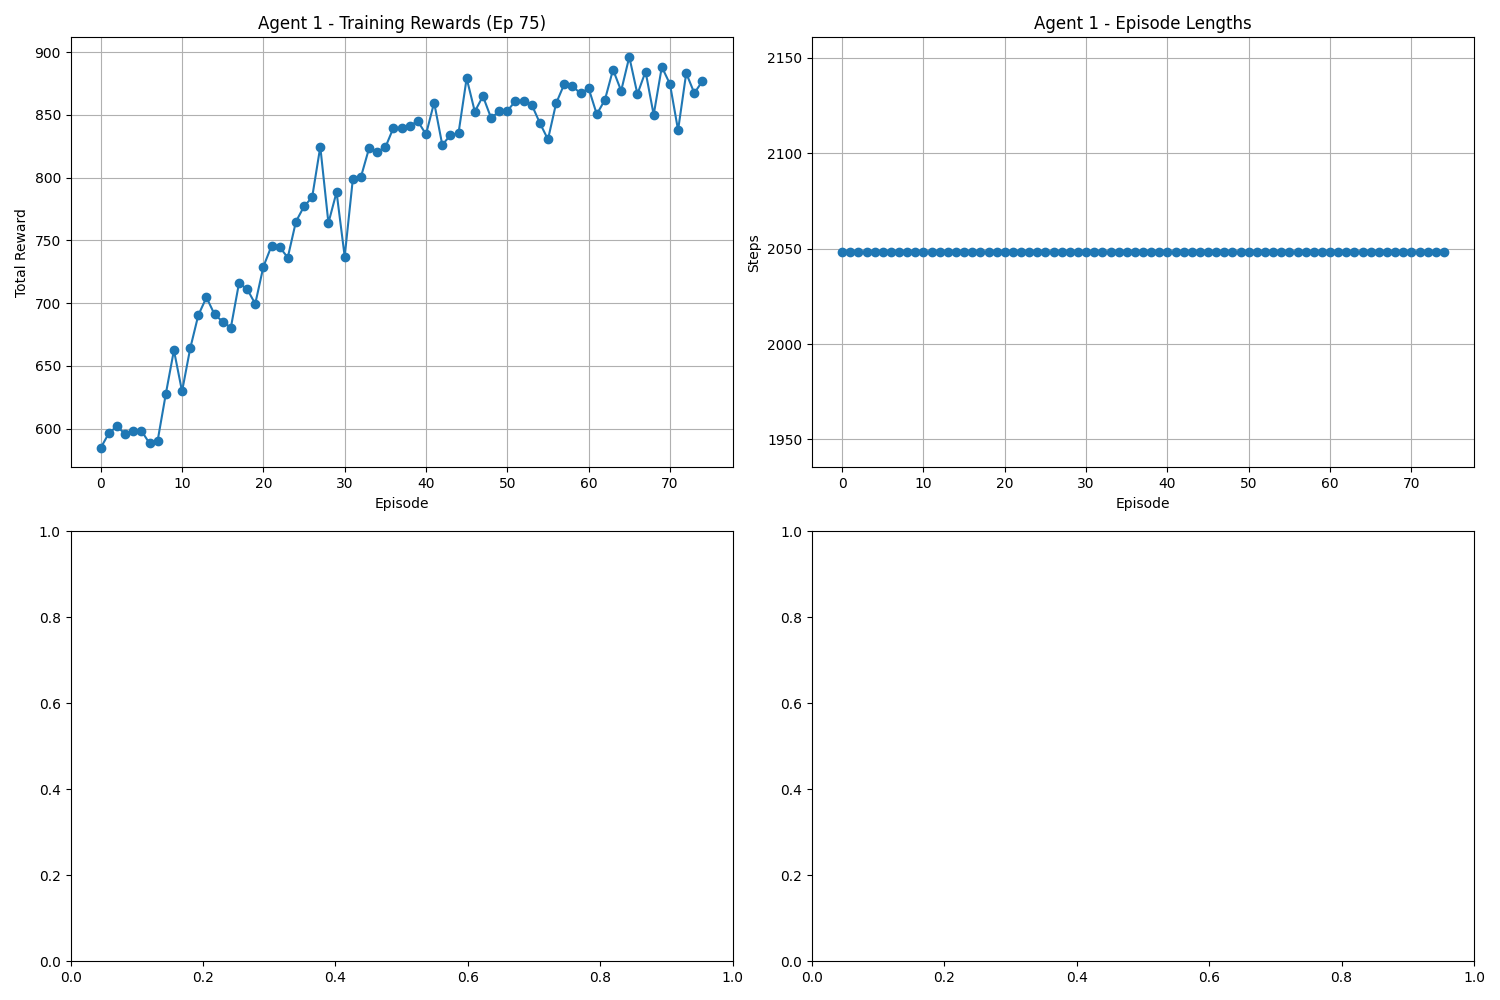 Agent 1 - Training Rewards (Ep 75)
900
850
800
750
700
650
600
Total Reward
0 10 20 30 40 50 60 70
Episode
Agent 1 - Episode Lengths
2150
2100
2050
2000
1950
Steps
0 10 20 30 40 50 60 70
Episode
1.0
0.8
0.6
0.4
0.2
0.0
0.0 0.2 0.4 0.6 0.8 1.0
1.0
0.8
0.6
0.4
0.2
0.0
0.0 0.2 0.4 0.6 0.8 1.0